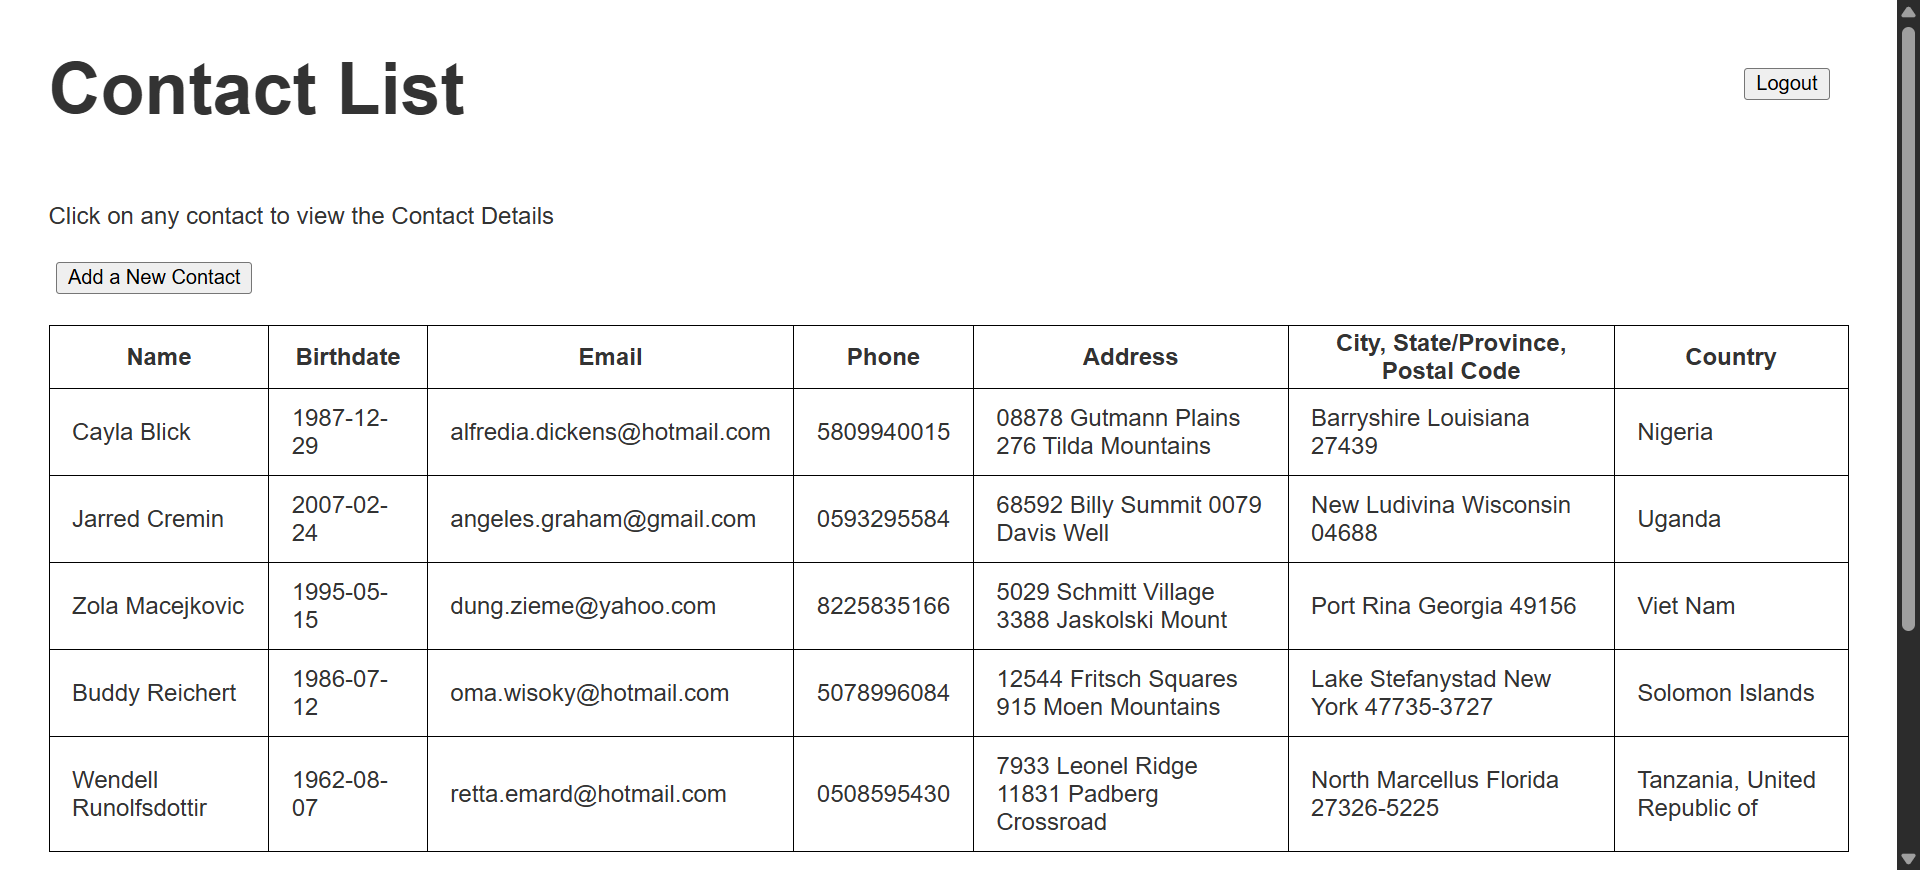 Contact List
Logout
Click on any contact to view the Contact Details
Add a New Contact
Name Birthdate Email Phone Address City, State/Province, Postal Code Country
Cayla Blick 1987-12-29 alfredia.dickens@hotmail.com 5809940015 08878 Gutmann Plains 276 Tilda Mountains Barryshire Louisiana 27439 Nigeria
Jarred Cremin 2007-02-24 angeles.graham@gmail.com 0593295584 68592 Billy Summit 0079 Davis Well New Ludivina Wisconsin 04688 Uganda
Zola Macejkovic 1995-05-15 dung.zieme@yahoo.com 8225835166 5029 Schmitt Village 3388 Jaskolski Mount Port Rina Georgia 49156 Viet Nam
Buddy Reichert 1986-07-12 oma.wisoky@hotmail.com 5078996084 12544 Fritsch Squares 915 Moen Mountains Lake Stefanystad New York 47735-3727 Solomon Islands
Wendell Runolfsdottir 1962-08-07 retta.emard@hotmail.com 0508595430 7933 Leonel Ridge 11831 Padberg Crossroad North Marcellus Florida 27326-5225 Tanzania, United Republic of